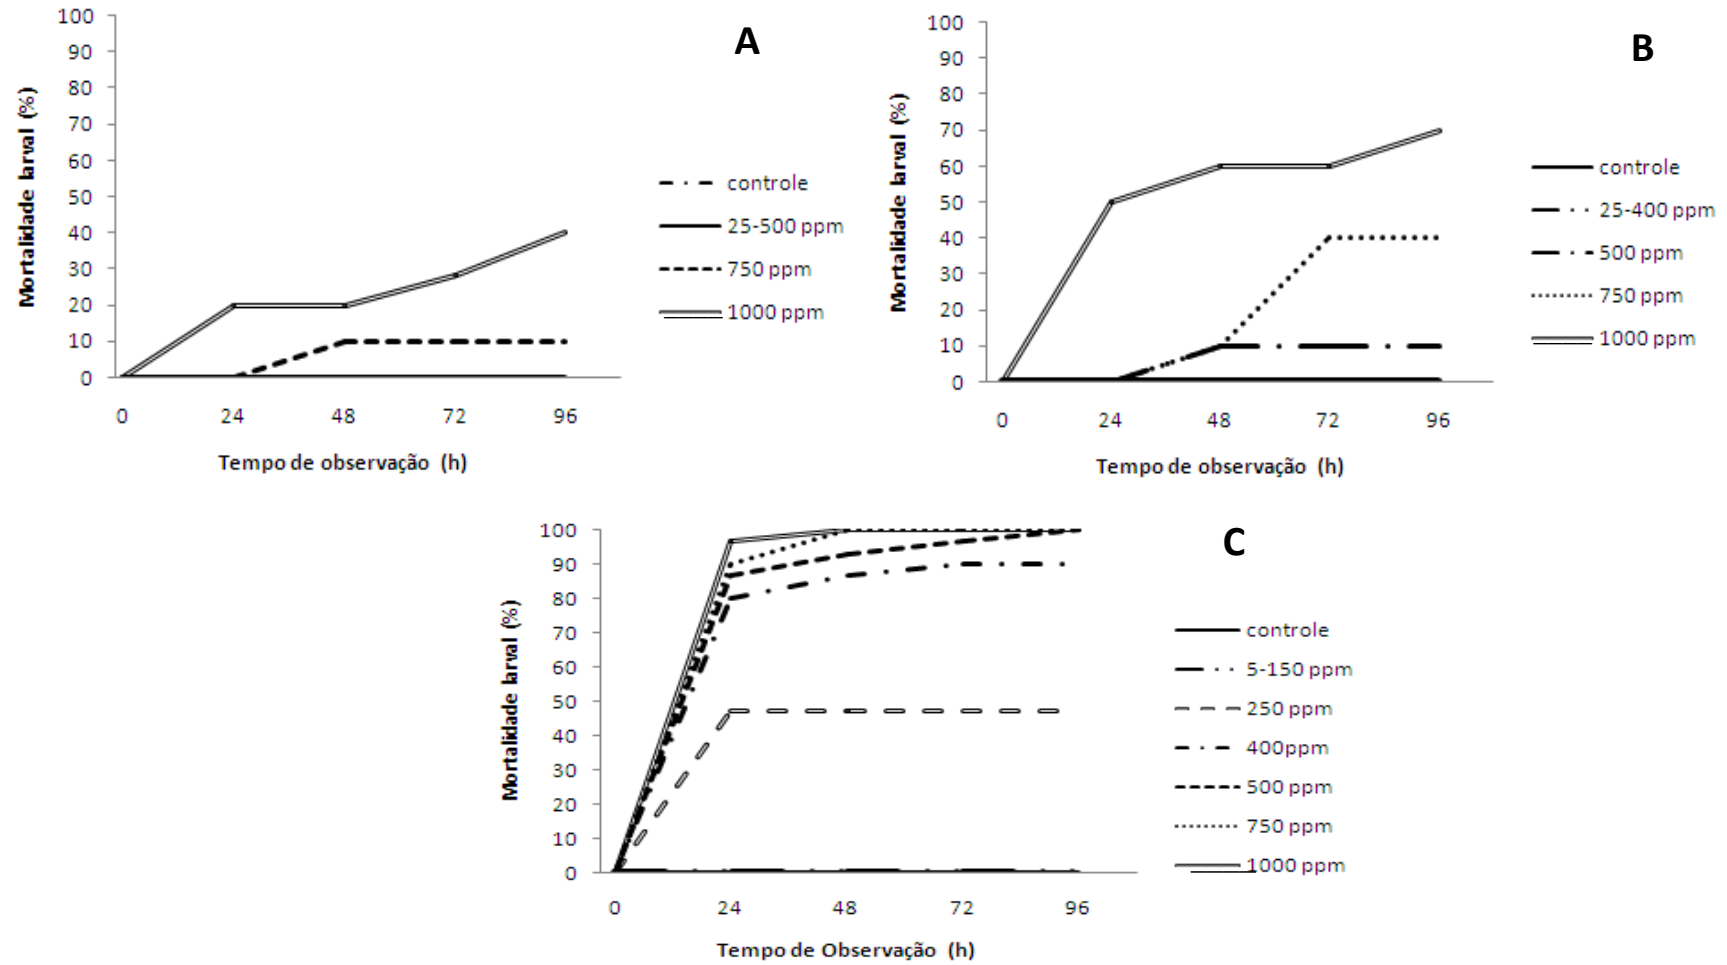 A
Mortalidade larval (%)
100
90
80
70
60
50
40
30
20
10
0
0 24 48 72 96
Tempo de observação (h)
controle
25-500 ppm
750 ppm
1000 ppm
B
Mortalidade larval (%)
100
90
80
70
60
50
40
30
20
10
0
0 24 48 72 96
Tempo de observação (h)
controle
25-400 ppm
500 ppm
750 ppm
1000 ppm
C
Mortalidade larval (%)
100
90
80
70
60
50
40
30
20
10
0
0 24 48 72 96
Tempo de Observação (h)
controle
5-150 ppm
250 ppm
400ppm
500 ppm
750 ppm
1000 ppm